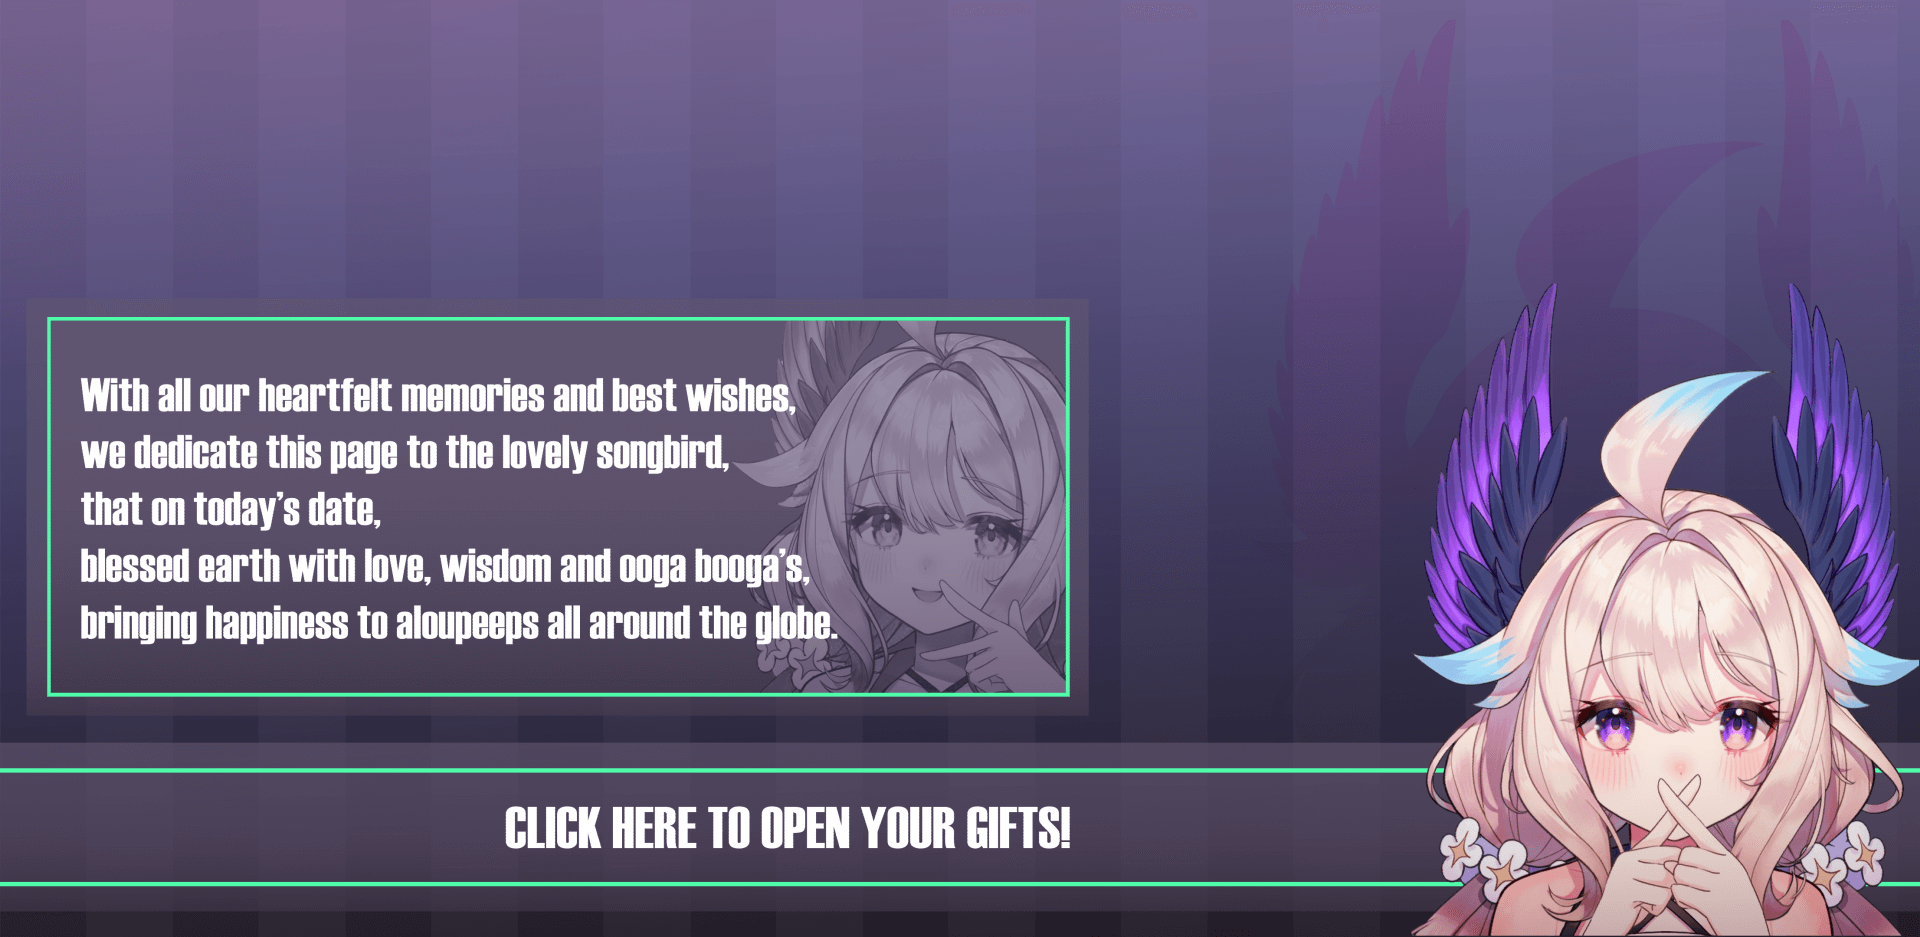 With all our heartfelt memories and best wishes,
we dedicate this page to the lovely songbird,
that on today's date,
blessed earth with love, wisdom and ooga booga's,
bringing happiness to aloupeeps all around the globe.
CLICK HERE TO OPEN YOUR GIFTS!